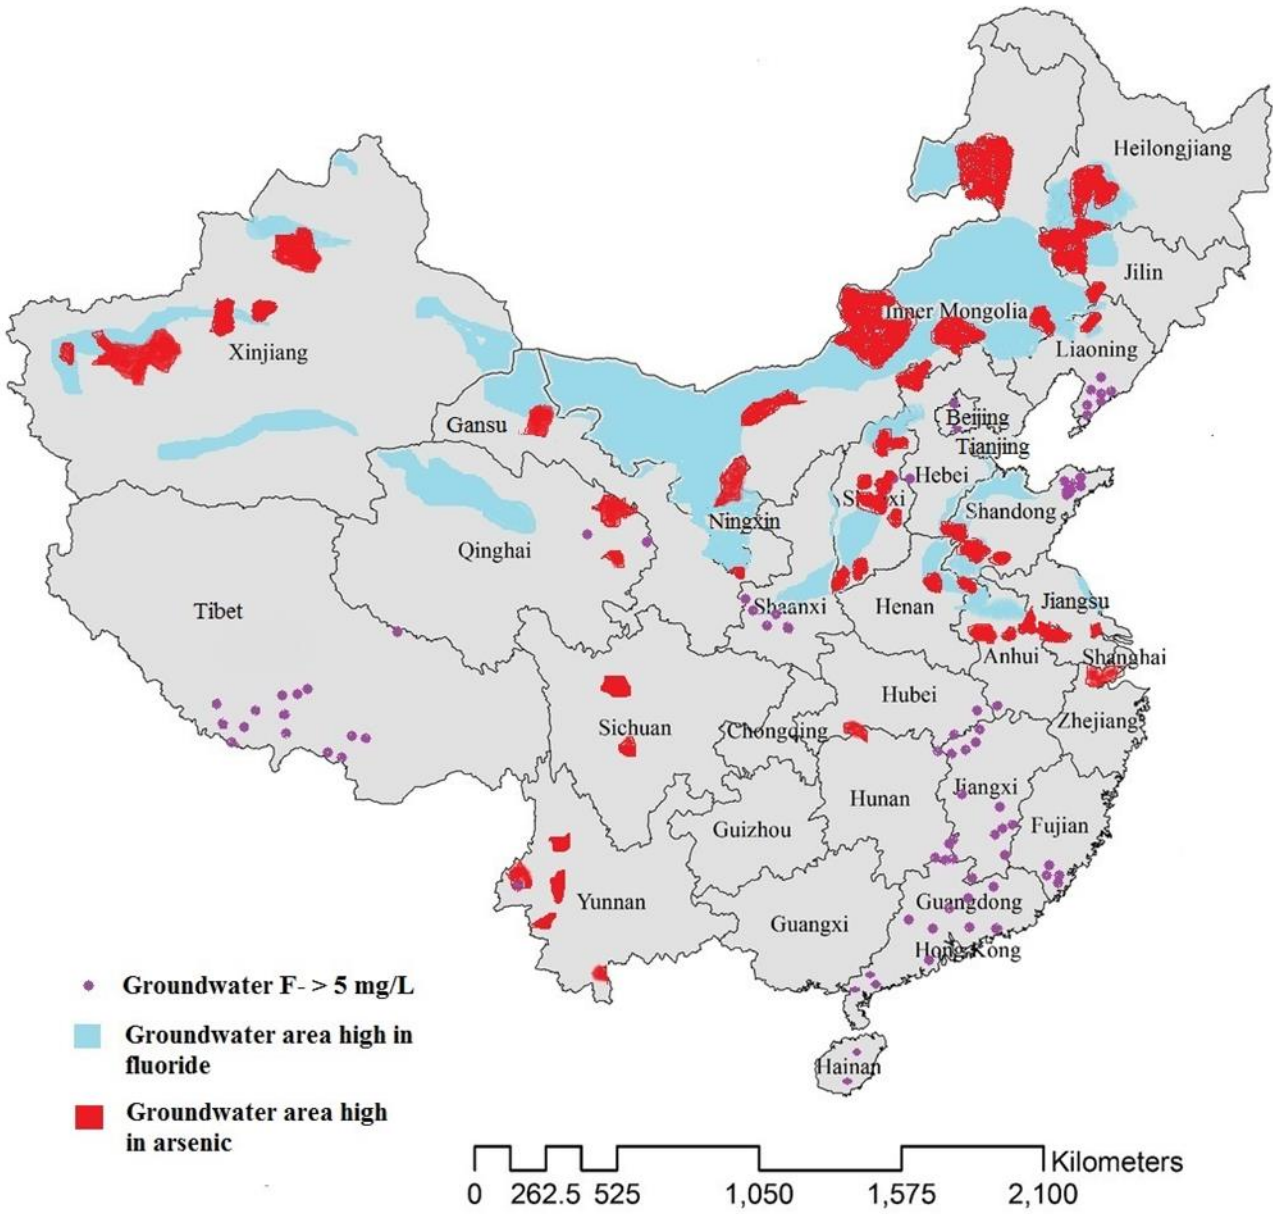 Heilongjiang
Jilin
Inner Mongolia
Liaoning
Xinjiang
Gansu
Beijing
Tianjing
Hebei
Shanxi
Shandong
Ningxin
Qinghai
Tibet
Shaanxi
Henan
Jiangsu
Anhui
Shanghai
Hubei
Zhejiang
Sichuan
Chongqing
Jiangxi
Hunan
Guizhou
Fujian
Yunnan
Guangxi
Guangdong
Hong Kong
Hainan
Groundwater F- > 5 mg/L
Groundwater area high in
fluoride
Groundwater area high
in arsenic
Kilometers
0 262.5 525 1,050 1,575 2,100